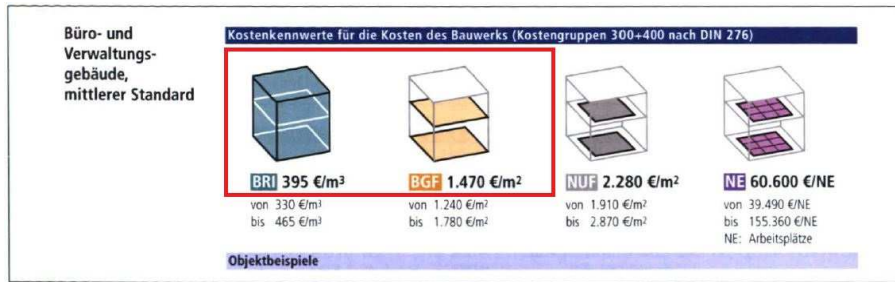 Büro- und
Verwaltungs-
gebäude,
mittlerer Standard
Kostenkennwerte für die Kosten des Bauwerks (Kostengruppen 300+400 nach DIN 276)
BRI 395 €/m³
von 330 €/m³
bis 465 €/m³
BGF 1.470 €/m²
von 1.240 €/m²
bis 1.780 €/m²
NUF 2.280 €/m²
von 1.910 €/m²
bis 2.870 €/m²
NE 60.600 €/NE
von 39.490 €/NE
bis 155.360 €/NE
NE: Arbeitsplätze
Objektbeispiele